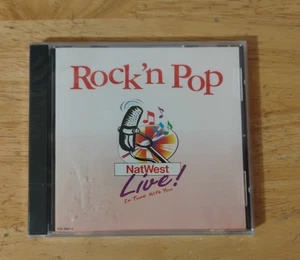 Rock'n Pop
NatWest
Live!
In Tune With You